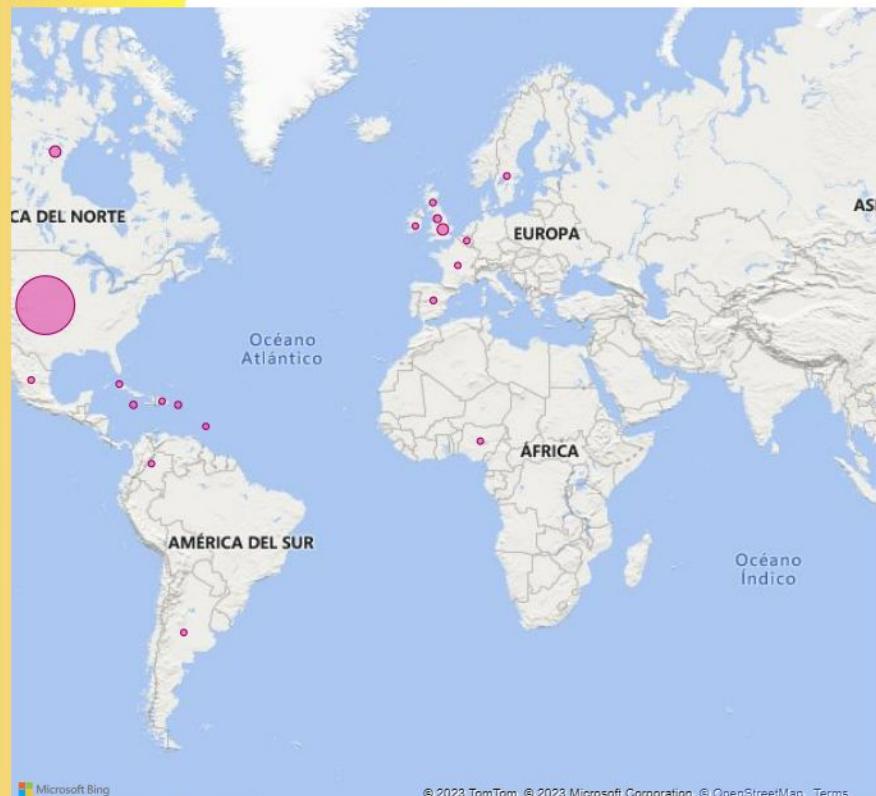 CA DEL NORTE
EUROPA
AS
Océano
Atlántico
ÁFRICA
AMÉRICA DEL SUR
Océano
Índico
Microsoft Bing
© 2023 TomTom, © 2023 Microsoft Corporation, © OpenStreetMap, Terms